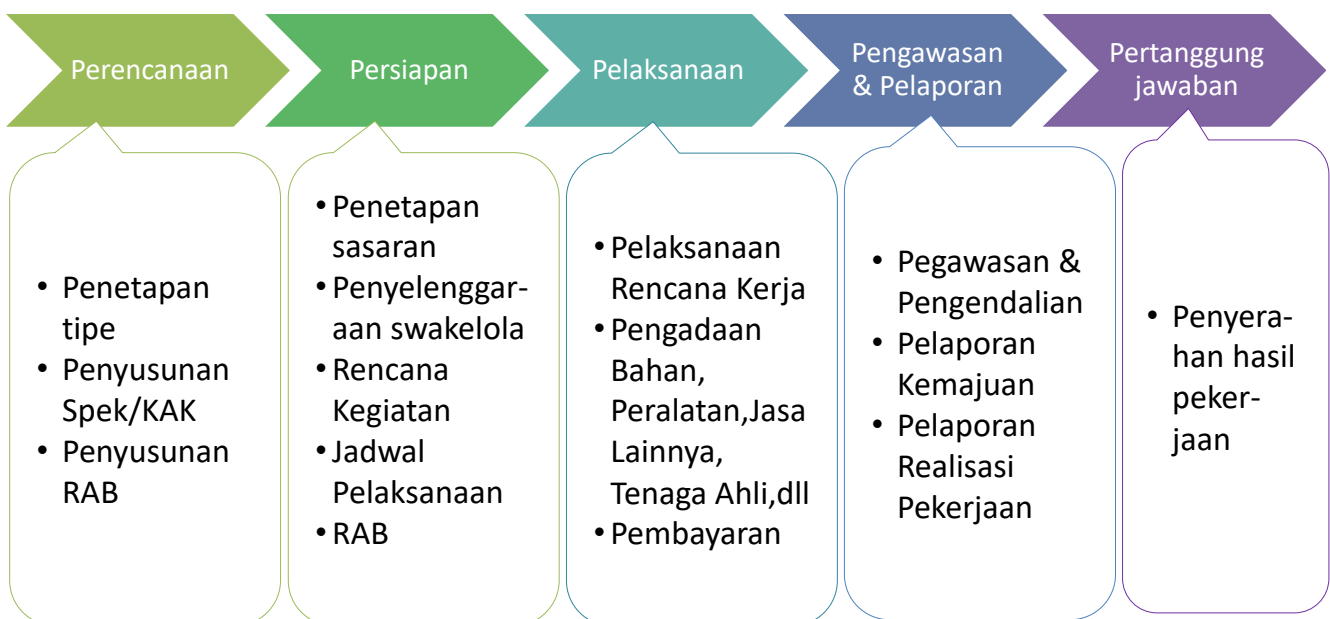 Perencanaan
Persiapan
Pelaksanaan
Pengawasan
& Pelaporan
Pertanggung
jawaban
• Penetapan
tipe
• Penyusunan
Spek/KAK
• Penyusunan
RAB
• Penetapan
sasaran
• Penyelenggar-
aan swakelola
• Rencana
Kegiatan
• Jadwal
Pelaksanaan
• RAB
• Pelaksanaan
Rencana Kerja
• Pengadaan
Bahan,
Peralatan,Jasa
Lainnya,
Tenaga Ahli,dll
• Pembayaran
• Pegawasan &
Pengendalian
• Pelaporan
Kemajuan
• Pelaporan
Realisasi
Pekerjaan
• Penyera-
han hasil
peker-
jaan